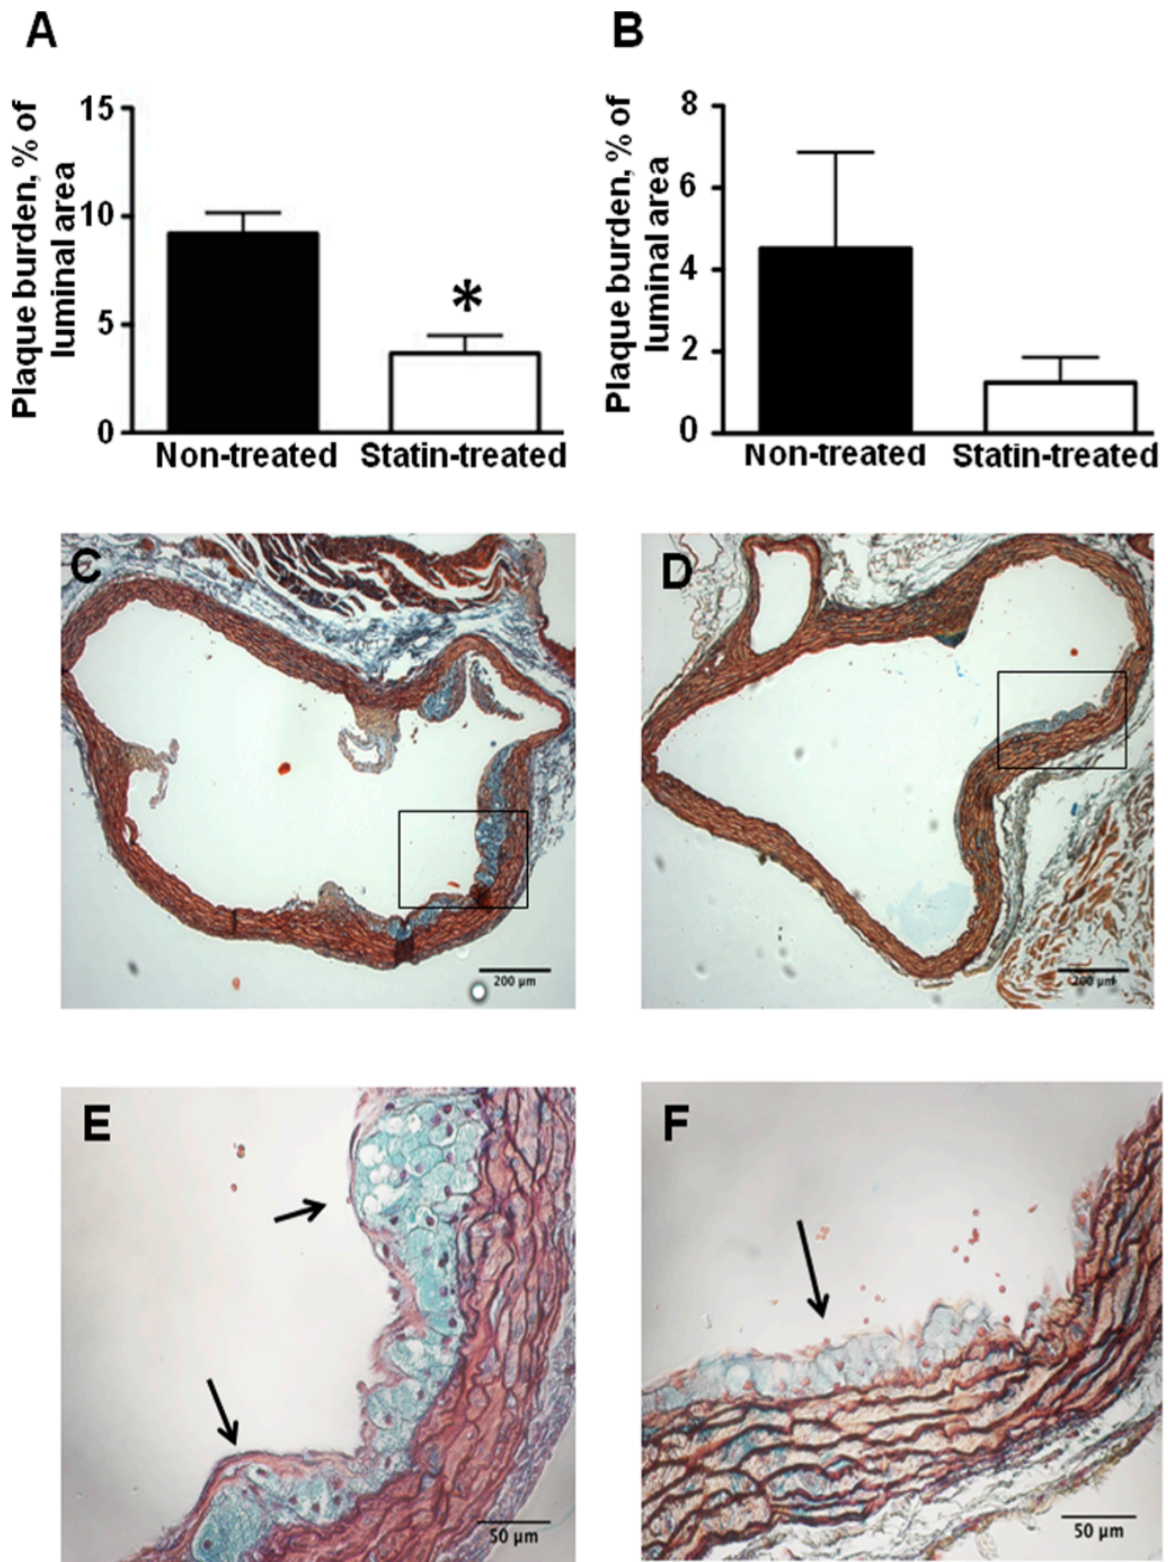 A
B
Plaque burden, % of
luminal area
15
10
5
0
*
Non-treated
Statin-treated
Plaque burden, % of
luminal area
8
6
4
2
0
Non-treated
Statin-treated
C
200 µm
D
200 µm
E
50 µm
F
50 µm